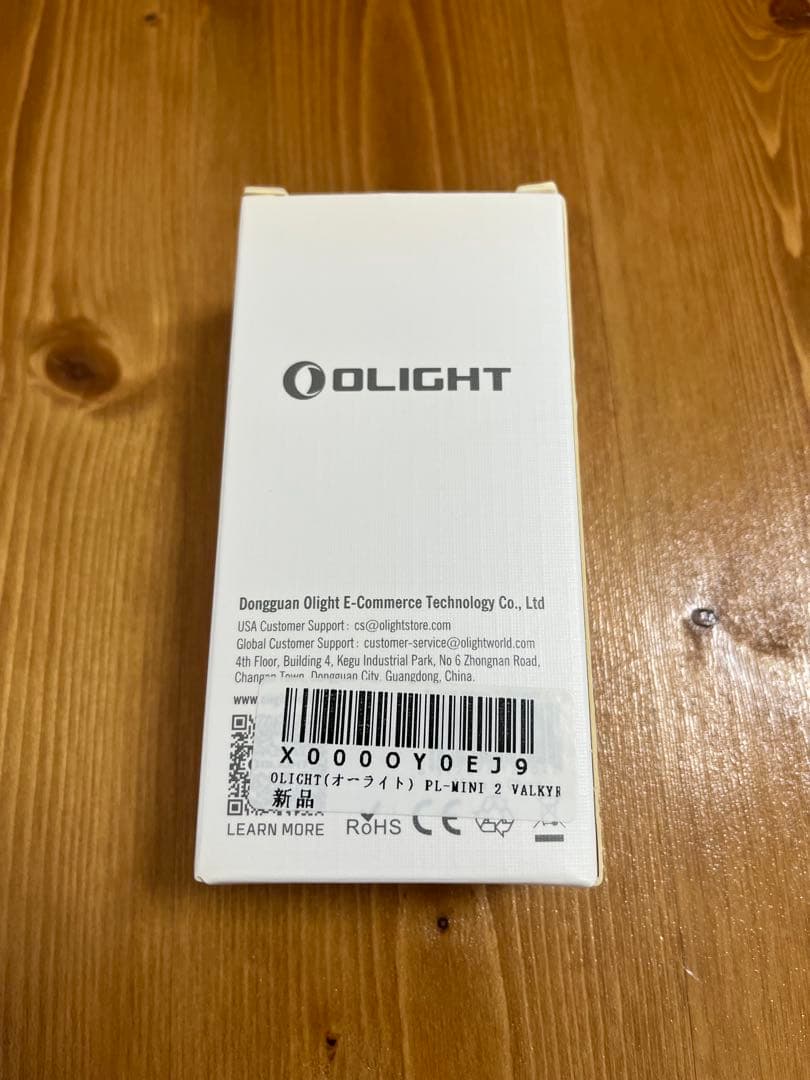 OLIGHT
Dongguan Olight E-Commerce Technology Co., Ltd
USA Customer Support: cs@olightstore.com
Global Customer Support: customer-service@olightworld.com
4th Floor, Building 4, Kegu Industrial Park, No 6 Zhongnan Road,
Changan Town, Dongguan City, Guangdong, China.
www
X000OY0EJ9
OLIGHT(オーライト) PL-MINI 2 VALKYR
新品
LEARN MORE RoHS CE